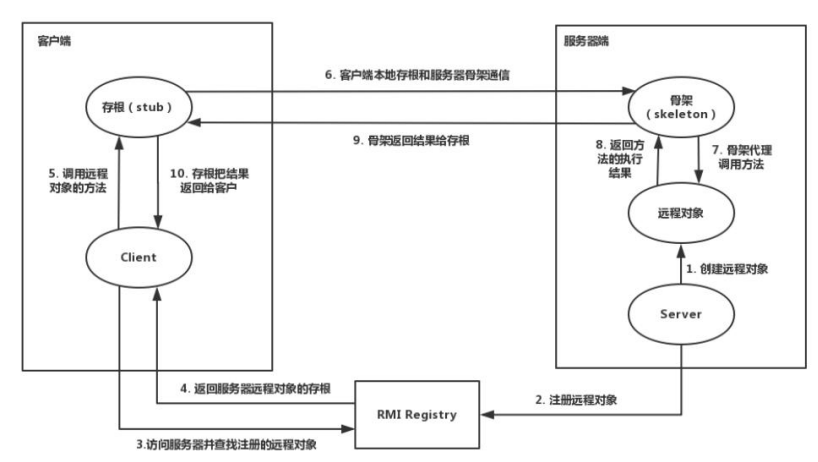 客户端
服务器端
6. 客户端本地存根和服务器骨架通信
存根（stub）
骨架
（skeleton）
9. 骨架返回结果给存根
8. 返回方
法的执行
结果
7. 骨架代理
调用方法
5. 调用远程
对象的方法
10. 存根把结果
返回给客户
远程对象
Client
1. 创建远程对象
Server
4. 返回服务器远程对象的存根
RMI Registry
2. 注册远程对象
3.访问服务器并查找注册的远程对象